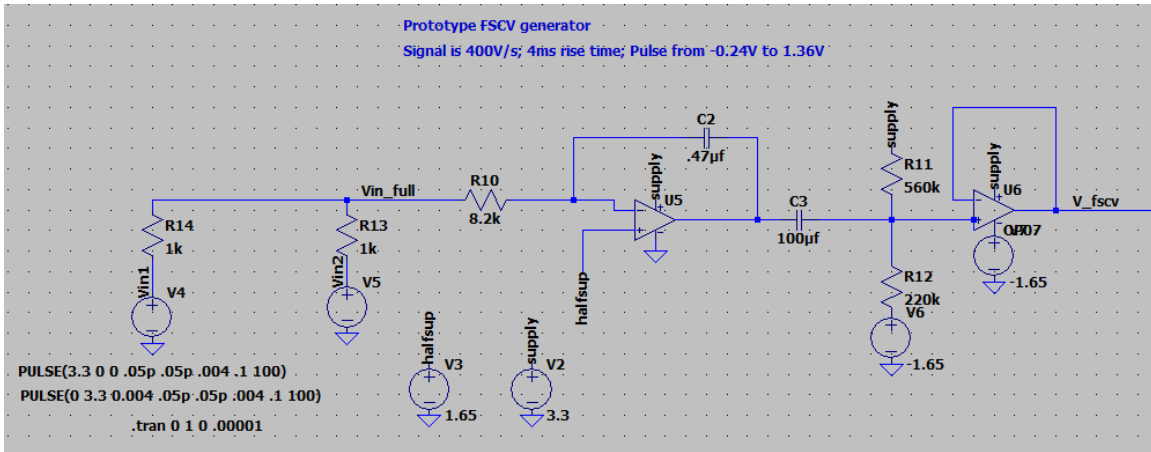 Prototype FSCV generator
Signal is 400V/s; 4ms rise time; Pulse from -0.24V to 1.36V
C2
.47µf
supply
supply
R11
560k
supply
U6
Vin_full
R10
8.2k
U5
C3
100µf
V_fscv
R14
1k
R13
1k
OP07
V7
-1.65
Vin1
V4
Vin2
V5
halfsup
R12
220k
V6
-1.65
halfsup
V3
1.65
supply
V2
3.3
PULSE(3.3 0 0 .05p .05p .004 .1 100)
PULSE(0 3.3 0.004 .05p .05p .004 .1 100)
.tran 0 1 0 .00001